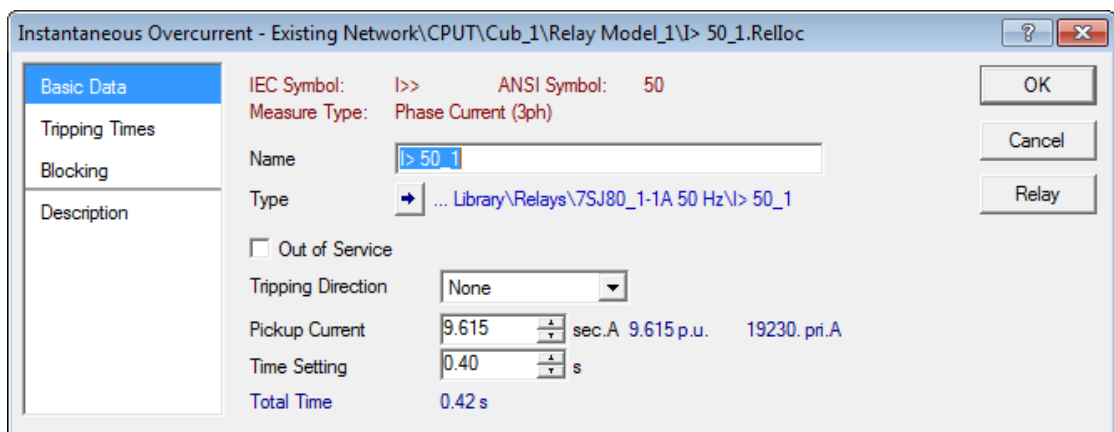 Instantaneous Overcurrent - Existing Network\CPUT\Cub_1\Relay Model_1\I> 50_1.RelIoc
Basic Data
Tripping Times
Blocking
Description
IEC Symbol: I>> ANSI Symbol: 50
Measure Type: Phase Current (3ph)
Name I> 50_1
Type ... Library\Relays\7SJ80_1-1A 50 Hz\I> 50_1
Out of Service
Tripping Direction None
Pickup Current 9.615 sec.A 9.615 p.u. 19230. pri.A
Time Setting 0.40 s
Total Time 0.42 s
OK
Cancel
Relay